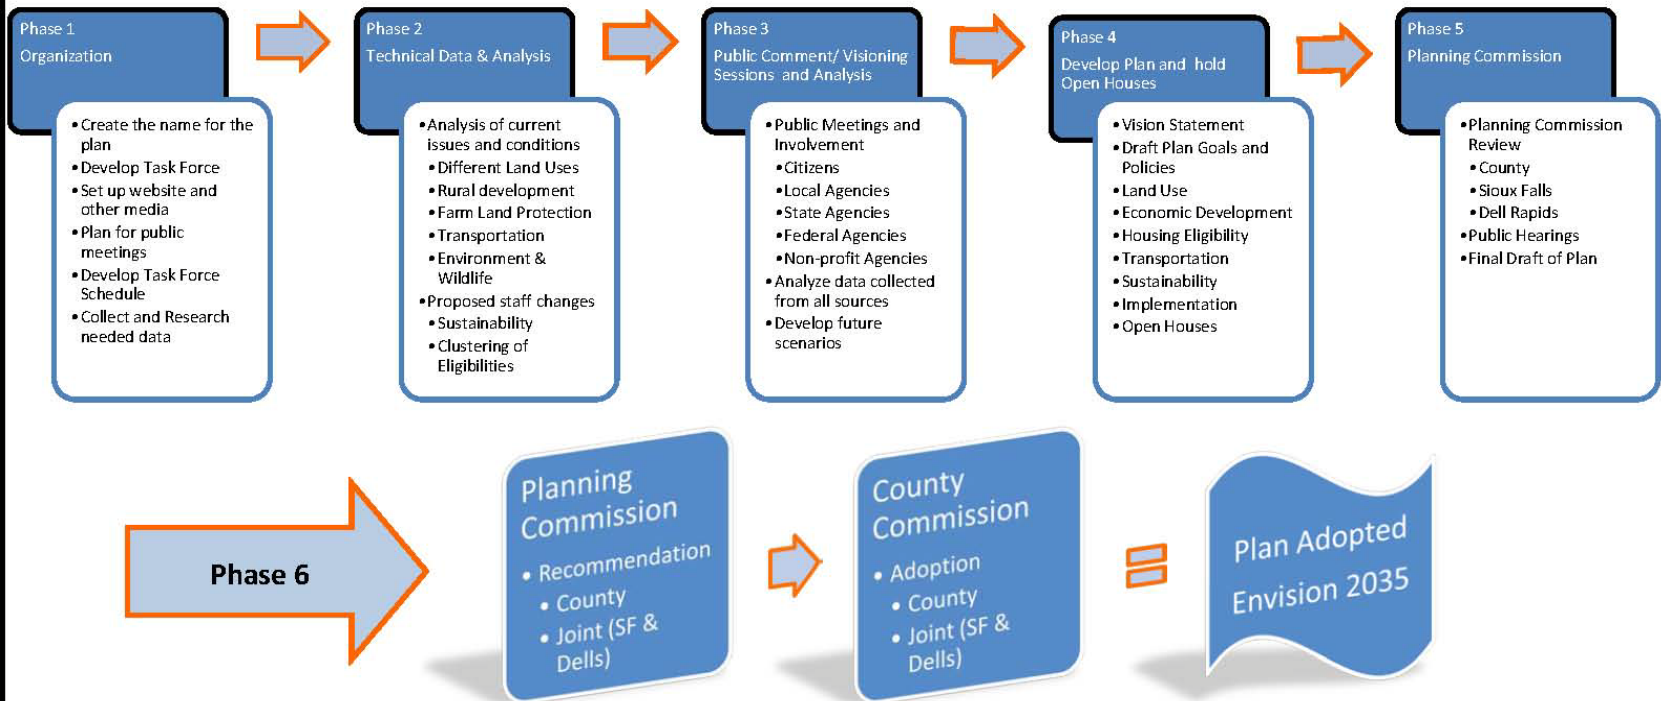 Phase 1
Organization
• Create the name for the
plan
• Develop Task Force
• Set up website and
other media
• Plan for public
meetings
• Develop Task Force
Schedule
• Collect and Research
needed data
Phase 2
Technical Data & Analysis
• Analysis of current
issues and conditions
• Different Land Uses
• Rural development
• Farm Land Protection
• Transportation
• Environment &
Wildlife
• Proposed staff changes
• Sustainability
• Clustering of
Eligibilities
Phase 3
Public Comment/ Visioning
Sessions and Analysis
• Public Meetings and
Involvement
• Citizens
• Local Agencies
• State Agencies
• Federal Agencies
• Non-profit Agencies
• Analyze data collected
from all sources
• Develop future
scenarios
Phase 4
Develop Plan and hold
Open Houses
• Vision Statement
• Draft Plan Goals and
Policies
• Land Use
• Economic Development
• Housing Eligibility
• Transportation
• Sustainability
• Implementation
• Open Houses
Phase 5
Planning Commission
• Planning Commission
Review
• County
• Sioux Falls
• Dell Rapids
• Public Hearings
• Final Draft of Plan
Phase 6
Planning
Commission
• Recommendation
• County
• Joint (SF &
Dells)
County
Commission
• Adoption
• County
• Joint (SF &
Dells)
=
Plan Adopted
Envision 2035